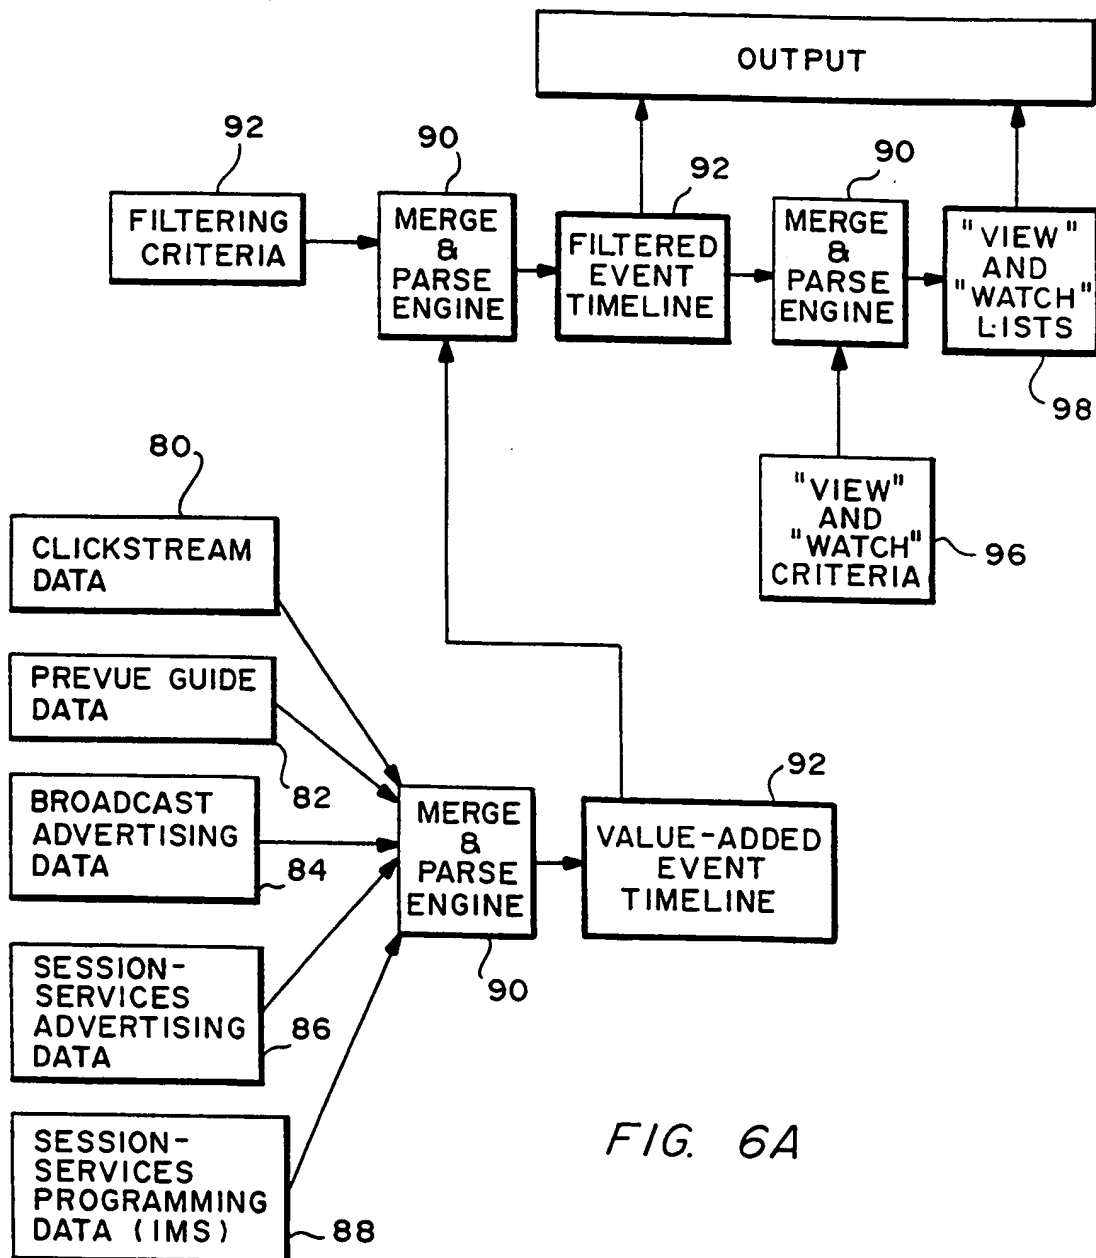 OUTPUT
92
FILTERING
CRITERIA
90
MERGE
&
PARSE
ENGINE
92
FILTERED
EVENT
TIMELINE
90
MERGE
&
PARSE
ENGINE
"VIEW"
AND
"WATCH"
LISTS
98
"VIEW"
AND
"WATCH"
CRITERIA
96
80
CLICKSTREAM
DATA
PREVUE GUIDE
DATA
82
BROADCAST
ADVERTISING
DATA
84
SESSION-
SERVICES
ADVERTISING
DATA
86
SESSION-
SERVICES
PROGRAMMING
DATA (IMS)
88
MERGE
&
PARSE
ENGINE
90
92
VALUE-ADDED
EVENT
TIMELINE
FIG. 6A